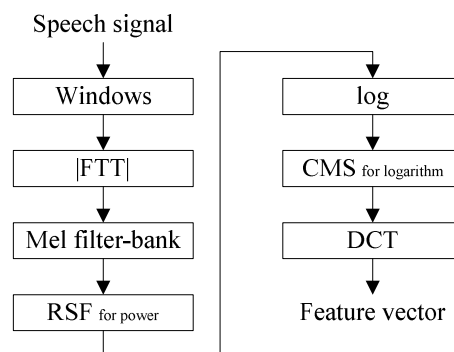 Speech signal
Windows
|FTT|
Mel filter-bank
RSF for power
log
CMS for logarithm
DCT
Feature vector